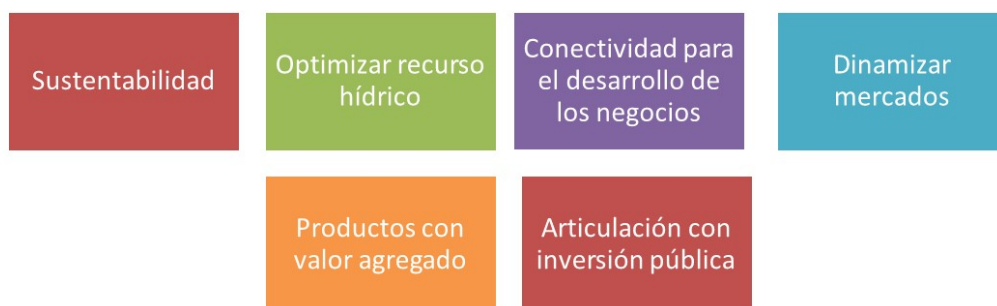 Sustentabilidad
Optimizar recurso
hídrico
Conectividad para
el desarrollo de
los negocios
Dinamizar
mercados
Productos con
valor agregado
Articulación con
inversión pública